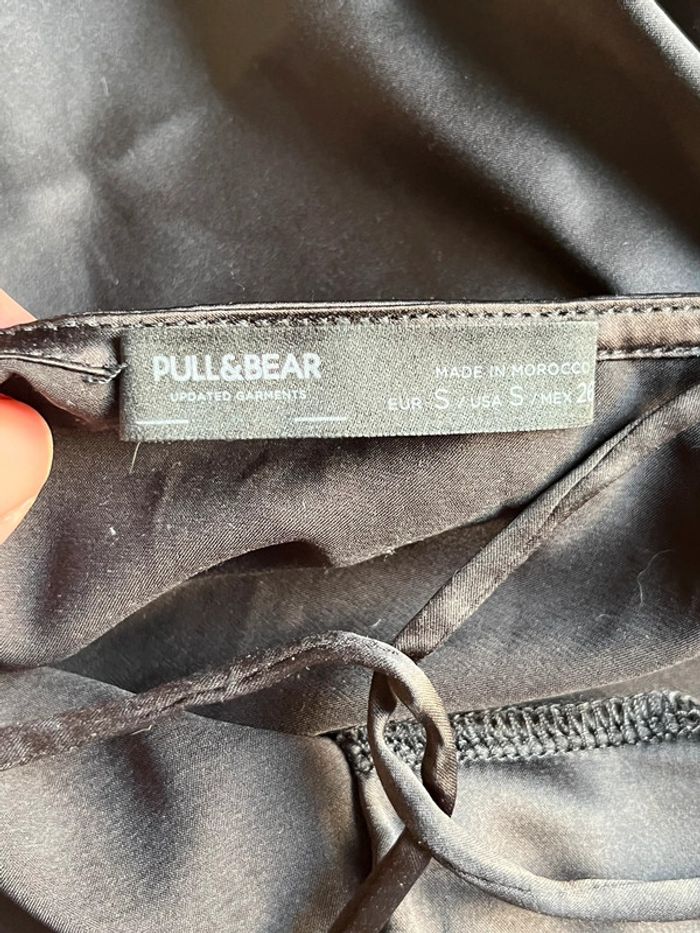 PULL&BEAR
UPDATED GARMENTS
MADE IN MOROCCO
EUR S / USA S / MEX